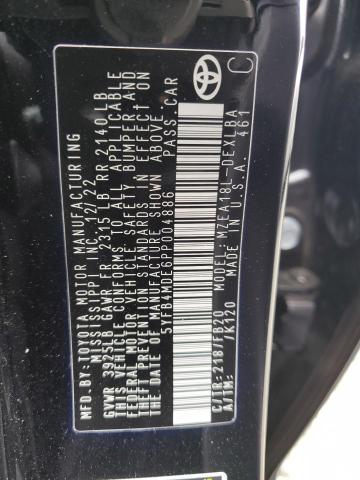 MFD.BY:TOYOTA MOTOR MANUFACTURING
MISSISSIPPI INC.12/22
GVWR 3925LB GAWR FR 2315 LB RR 2140 LB
THIS VEHICLE CONFORMS TO ALL APPLICABLE
FEDERAL MOTOR VEHICLE SAFETY BUMPER,AND
THEFT PREVENTION STANDARDS IN EFFECT ON
THE DATE OF MANUFACTURE SHOWN ABOVE.
5YFB4MDE6PP004886 PASS.CAR
C
C/TR:218/FB20 MODEL:MZEA18L-DEXLBA
A/TM: /K120 U.S.A. 461